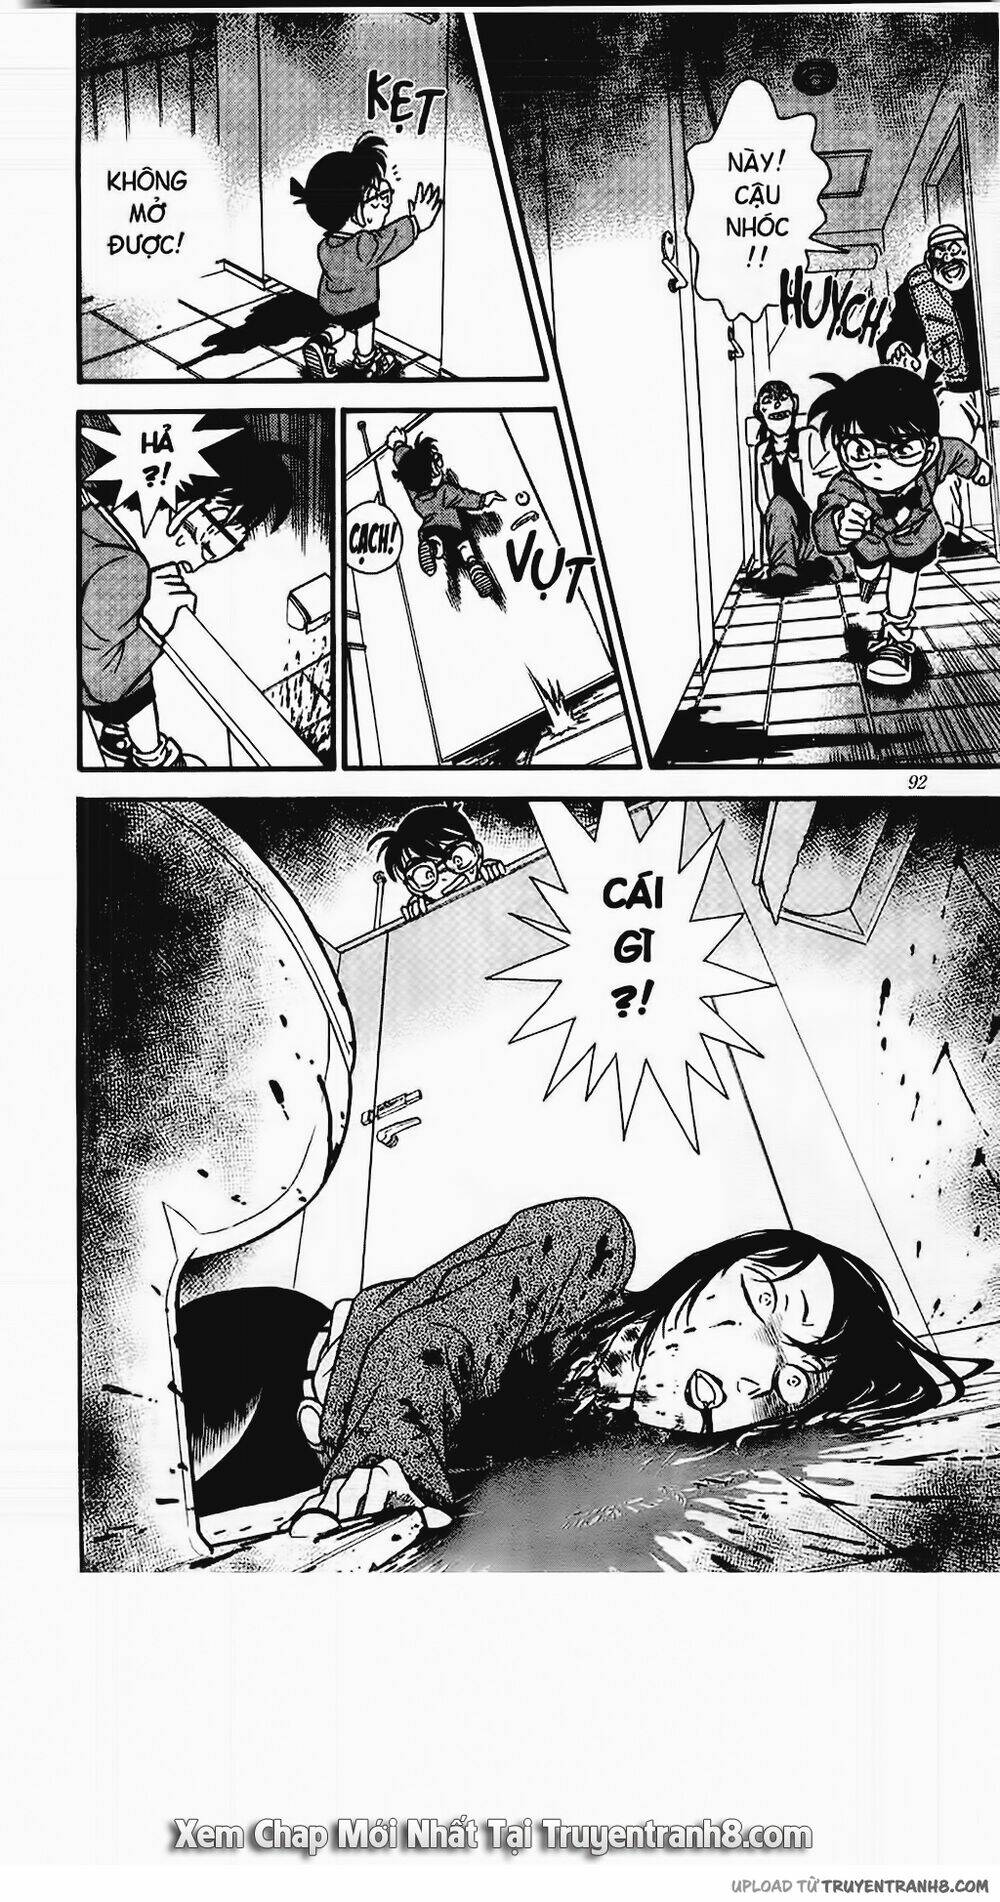 NÀY!
CẬU
NHÓC
!!
HUỴCH
KẸT
KHÔNG
MỞ
ĐƯỢC!
CẠCH!
VỤT
HẢ
?!
92
CÁI
GÌ
?!
Xem Chap Mới Nhất Tại Truyentranh8.com
UPLOAD TỪ TRUYENTRANH8.COM